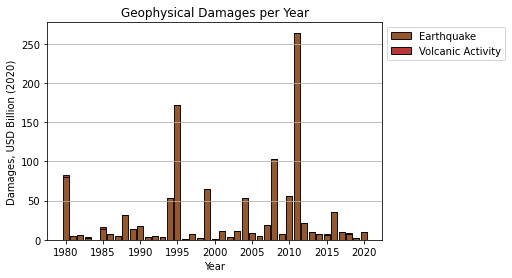 Geophysical Damages per Year
Earthquake
Volcanic Activity
Damages, USD Billion (2020)
250
200
150
100
50
0
1980 1985 1990 1995 2000 2005 2010 2015 2020
Year